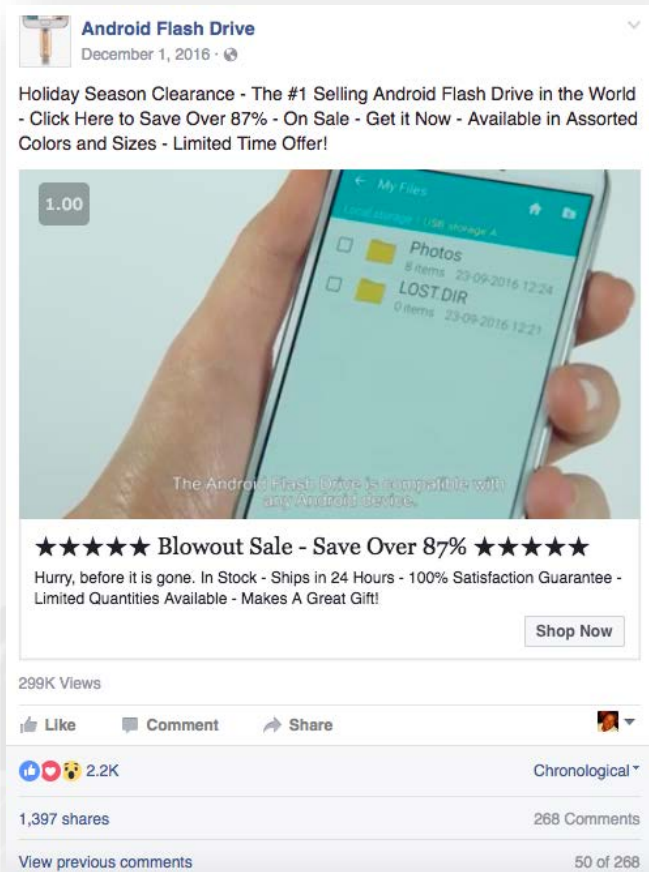 Android Flash Drive
December 1, 2016 ·
Holiday Season Clearance - The #1 Selling Android Flash Drive in the World
- Click Here to Save Over 87% - On Sale - Get it Now - Available in Assorted
Colors and Sizes - Limited Time Offer!
1.00
My Files
Local storage USB storage A
Photos
8 items 23-09-2016 12:24
LOST.DIR
0 items 23-09-2016 12:21
The Android Flash Drive is compatible with
any Android device.
★★★★★ Blowout Sale - Save Over 87% ★★★★★
Hurry, before it is gone. In Stock - Ships in 24 Hours - 100% Satisfaction Guarantee -
Limited Quantities Available - Makes A Great Gift!
Shop Now
299K Views
Like Comment Share
2.2K Chronological
1,397 shares 268 Comments
View previous comments 50 of 268